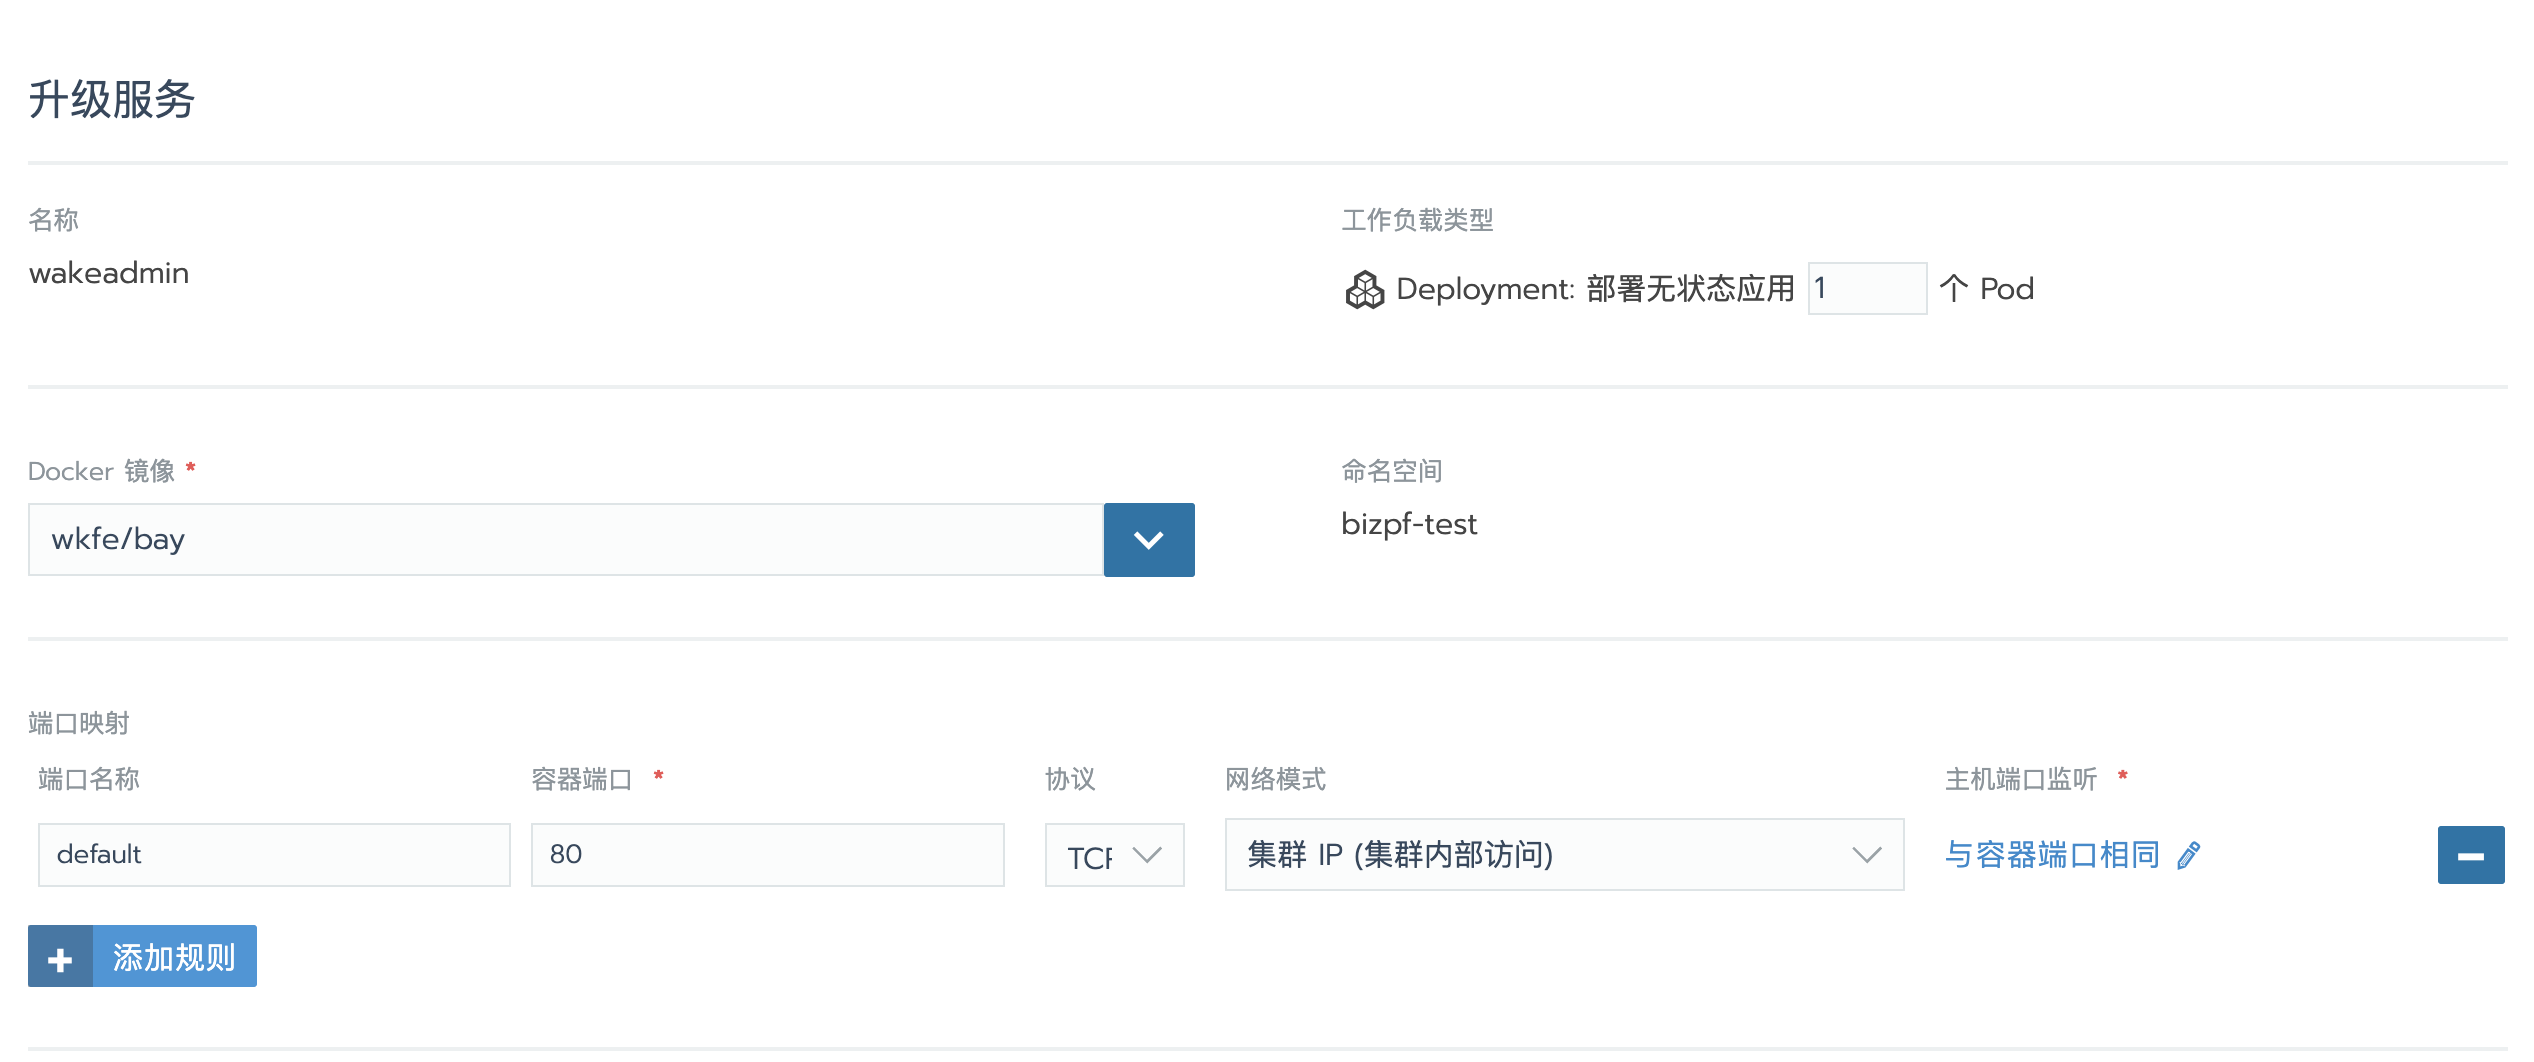 升级服务
名称
wakeadmin
工作负载类型
Deployment: 部署无状态应用 1 个 Pod
Docker 镜像 *
wkfe/bay
命名空间
bizpf-test
端口映射
端口名称 容器端口 * 协议 网络模式 主机端口监听 *
default 80 TCP 集群 IP (集群内部访问) 与容器端口相同
添加规则